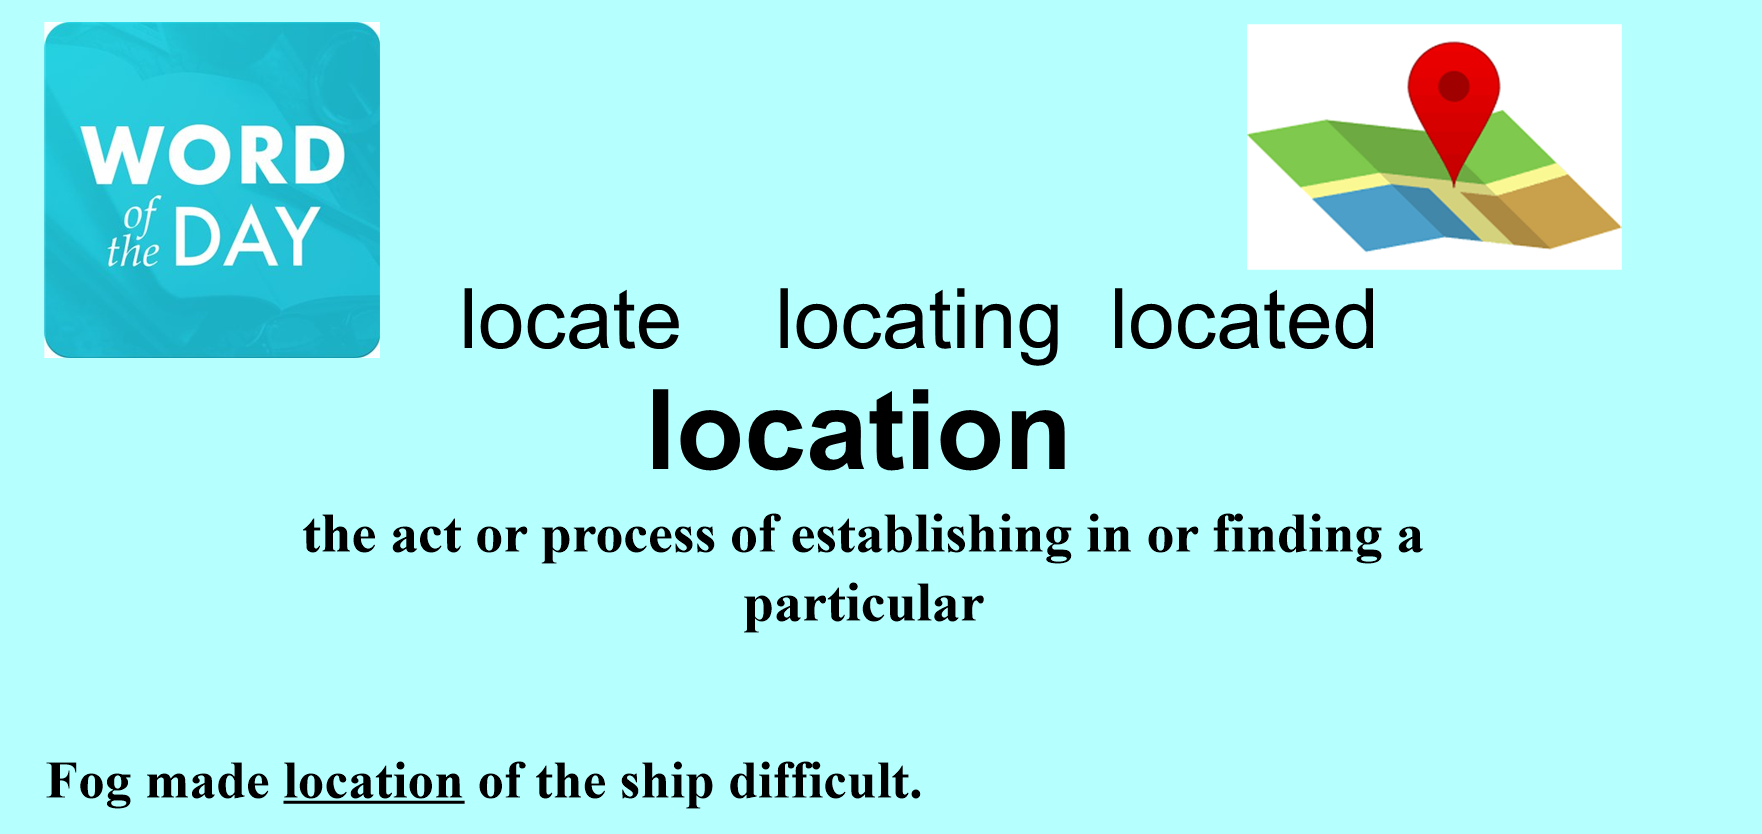 WORD
of
the DAY
locate locating located
location
the act or process of establishing in or finding a
particular
Fog made location of the ship difficult.